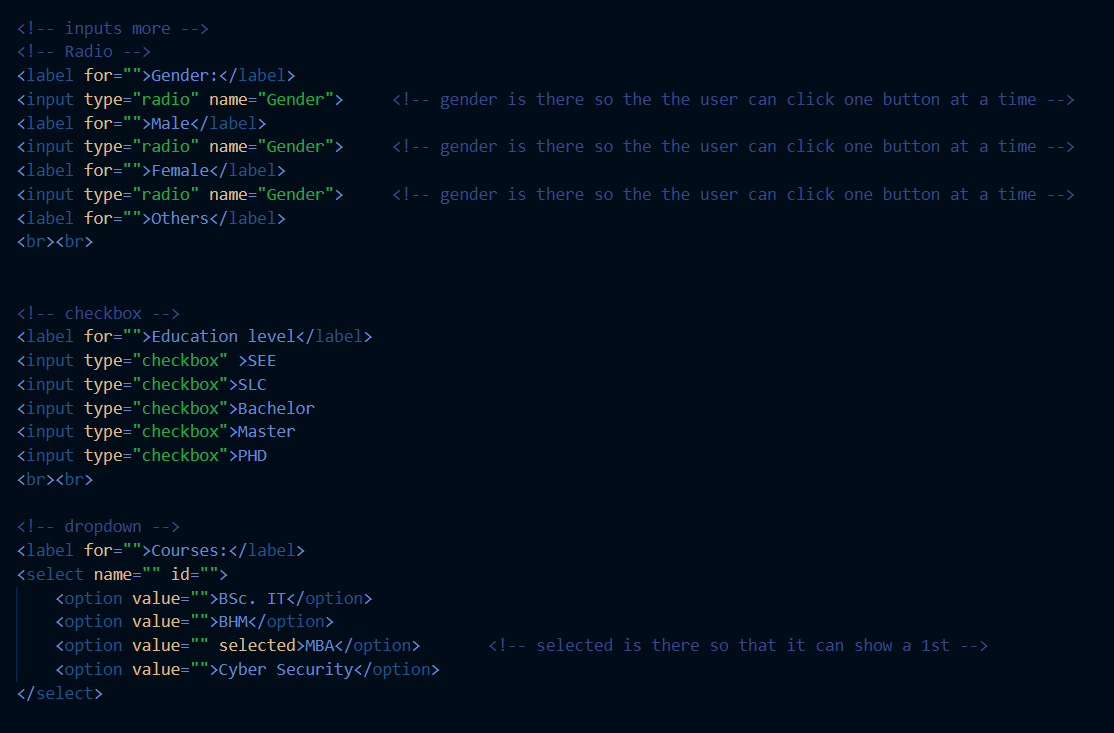 <!-- inputs more -->
<!-- Radio -->
<label for="">Gender:</label>
<input type="radio" name="Gender">     <!-- gender is there so the the user can click one button at a time -->
<label for="">Male</label>
<input type="radio" name="Gender">     <!-- gender is there so the the user can click one button at a time -->
<label for="">Female</label>
<input type="radio" name="Gender">     <!-- gender is there so the the user can click one button at a time -->
<label for="">Others</label>
<br><br>
<!-- checkbox -->
<label for="">Education level</label>
<input type="checkbox" >SEE
<input type="checkbox">SLC
<input type="checkbox">Bachelor
<input type="checkbox">Master
<input type="checkbox">PHD
<br><br>
<!-- dropdown -->
<label for="">Courses:</label>
<select name="" id="">
    <option value="">BSc. IT</option>
    <option value="">BHM</option>
    <option value="" selected>MBA</option>       <!-- selected is there so that it can show a 1st -->
    <option value="">Cyber Security</option>
</select>